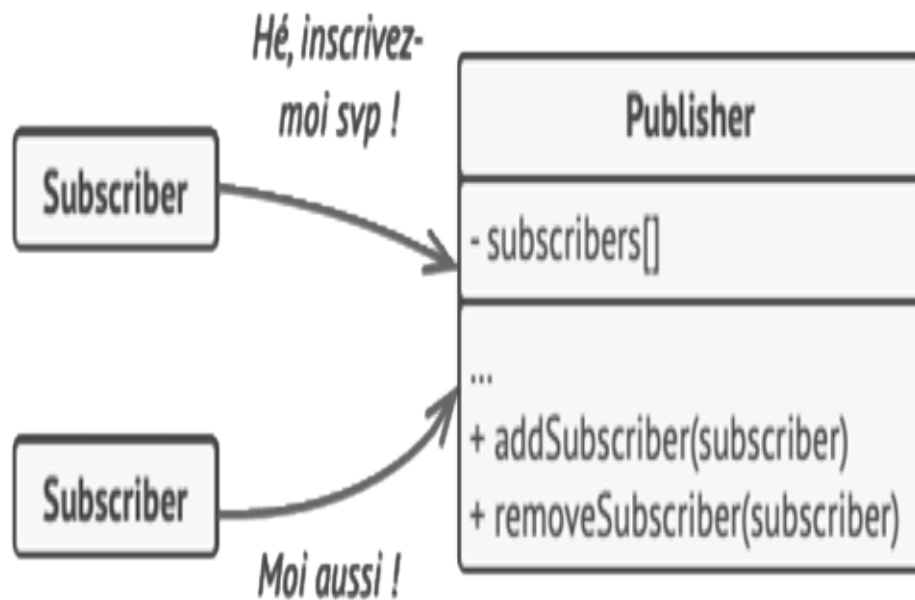 Hé, inscrivez-
moi svp !
Subscriber
Publisher
- subscribers[]
...
+ addSubscriber(subscriber)
+ removeSubscriber(subscriber)
Subscriber
Moi aussi !